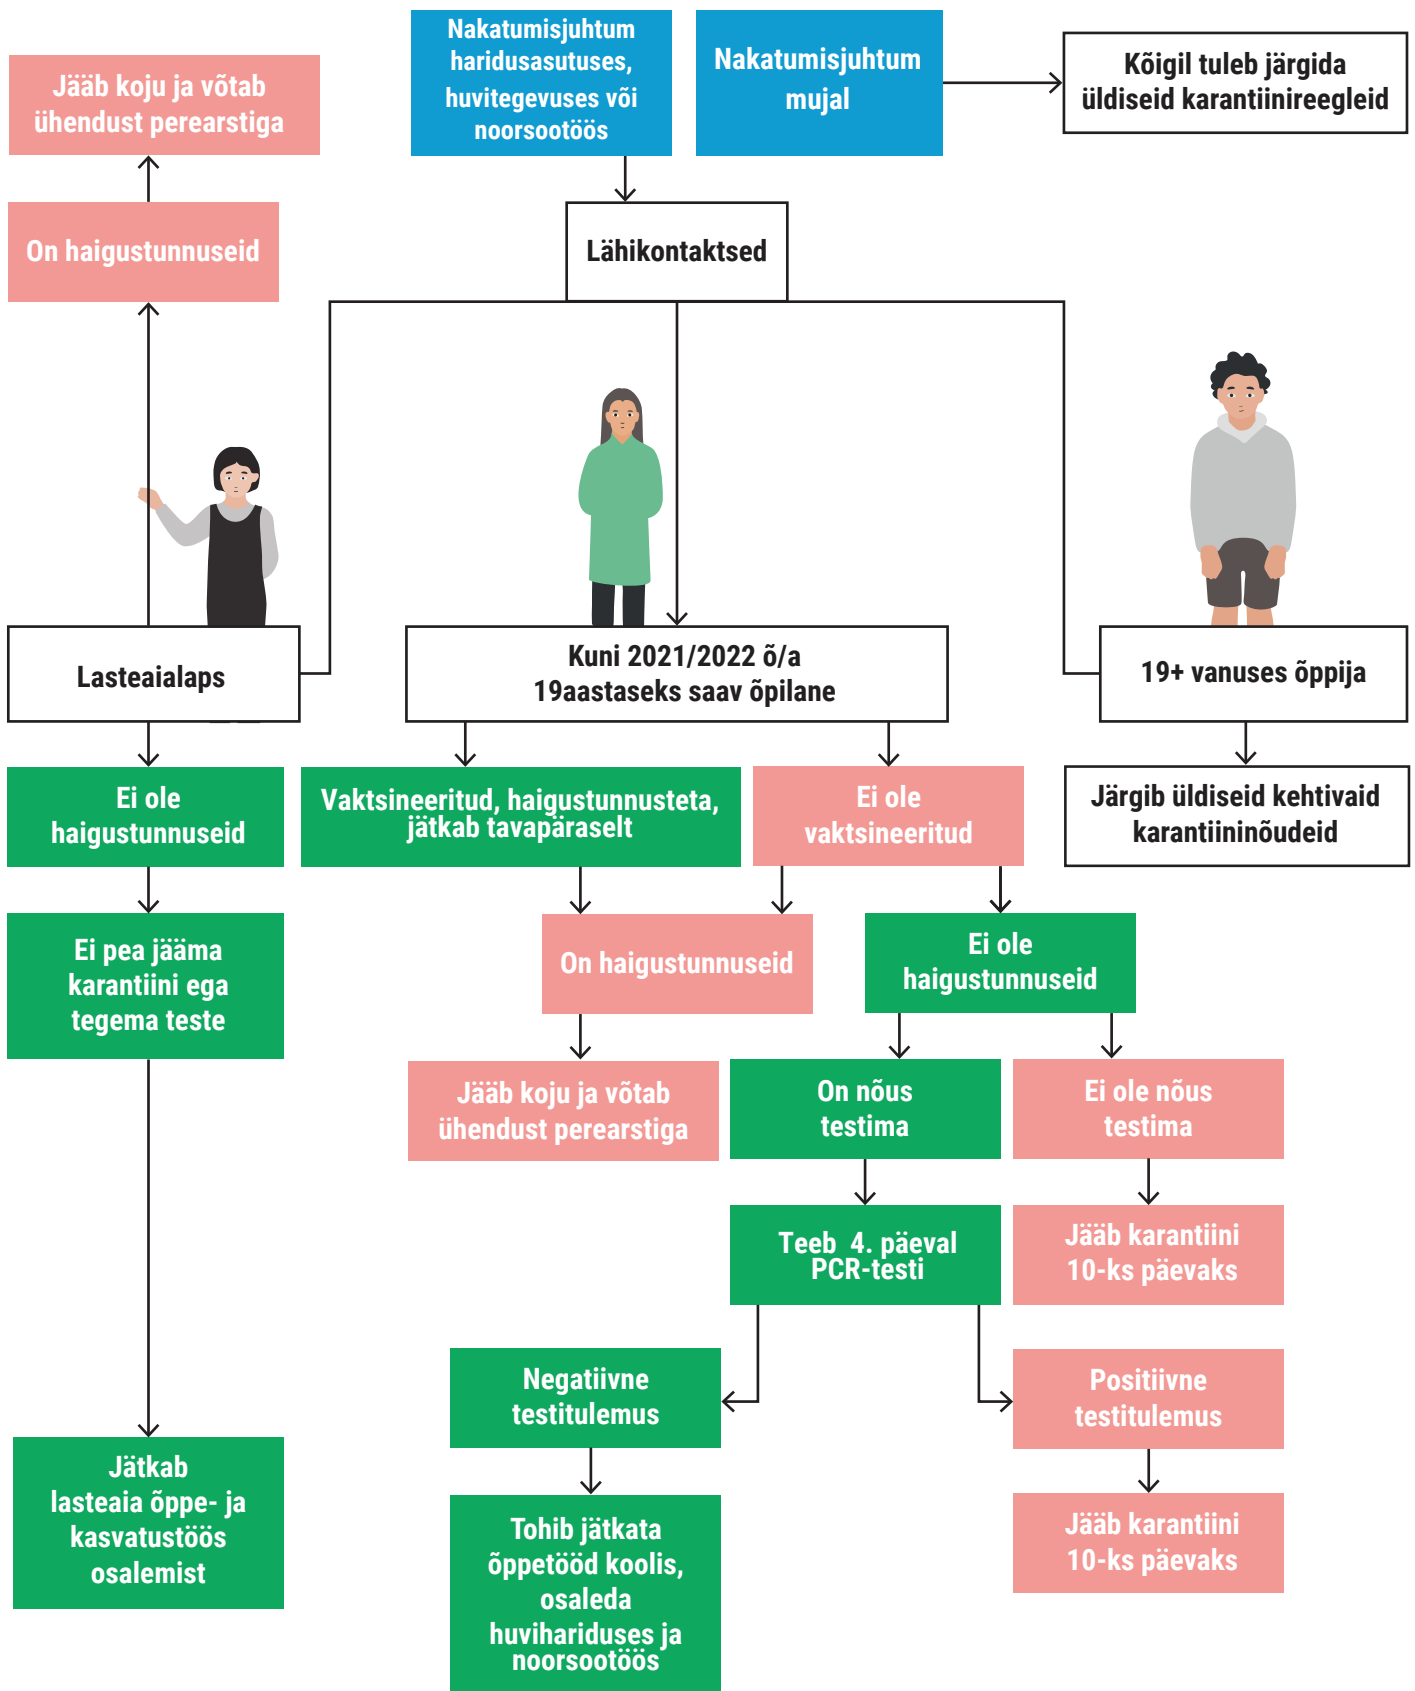 Nakatumisjuhtum
haridusasutuses,
huvitegevuses või
noorsootöös
Nakatumisjuhtum
mujal
Kõigil tuleb järgida
üldiseid karantiinireegleid
Jääb koju ja võtab
ühendust perearstiga
On haigustunnuseid
Lähikontaktsed
Lasteaialaps
Kuni 2021/2022 õ/a
19aastaseks saav õpilane
19+ vanuses õppija
Ei ole
haigustunnuseid
Vaktsineeritud, haigustunnusteta,
jätkab tavapäraselt
Ei ole
vaktsineeritud
Järgib üldiseid kehtivaid
karantiininõudeid
Ei pea jääma
karantiini ega
tegema teste
On haigustunnuseid
Ei ole
haigustunnuseid
Jääb koju ja võtab
ühendust perearstiga
On nõus
testima
Ei ole nõus
testima
Teeb 4. päeval
PCR-testi
Jääb karantiini
10-ks päevaks
Negatiivne
testitulemus
Positiivne
testitulemus
Jätkab
lasteaia õppe- ja
kasvatustöös
osalemist
Tohib jätkata
õppetööd koolis,
osaleda
huvihariduses ja
noorsootöös
Jääb karantiini
10-ks päevaks